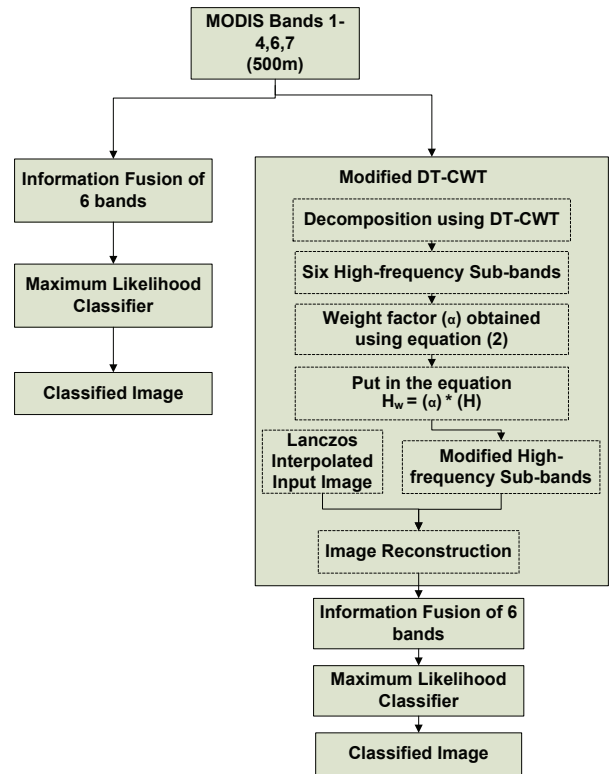 MODIS Bands 1-
4,6,7
(500m)
Information Fusion of
6 bands
Maximum Likelihood
Classifier
Classified Image
Modified DT-CWT
Decomposition using DT-CWT
Six High-frequency Sub-bands
Weight factor (α) obtained
using equation (2)
Put in the equation
Hw = (α) * (H)
Lanczos
Interpolated
Input Image
Modified High-
frequency Sub-bands
Image Reconstruction
Information Fusion of 6
bands
Maximum Likelihood
Classifier
Classified Image